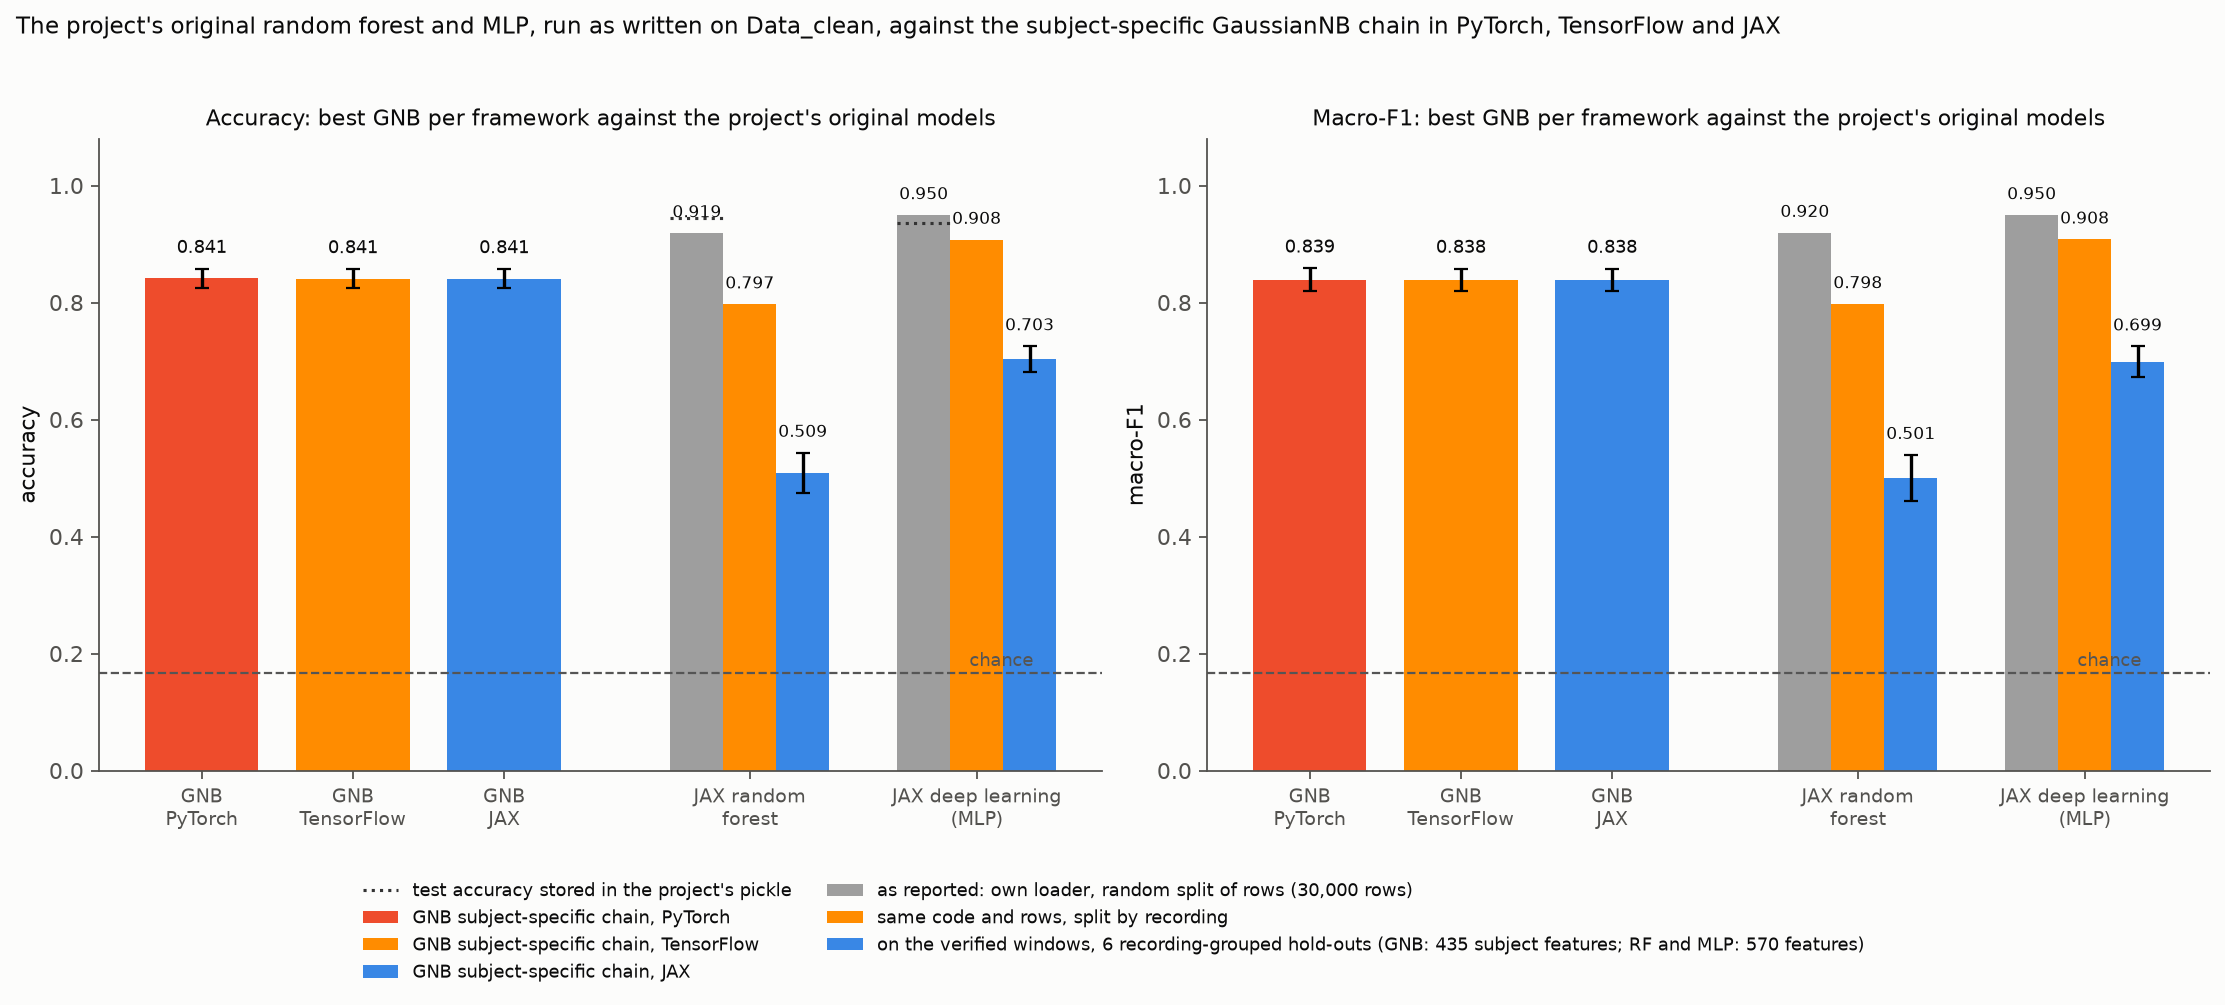 The project's original random forest and MLP, run as written on Data_clean, against the subject-specific GaussianNB chain in PyTorch, TensorFlow and JAX
Accuracy: best GNB per framework against the project's original models
accuracy
1.0
0.8
0.6
0.4
0.2
0.0
0.841
0.841
0.841
0.919
0.797
0.509
0.950
0.908
0.703
chance
GNB
PyTorch
GNB
TensorFlow
GNB
JAX
JAX random
forest
JAX deep learning
(MLP)
Macro-F1: best GNB per framework against the project's original models
macro-F1
1.0
0.8
0.6
0.4
0.2
0.0
0.839
0.838
0.838
0.920
0.798
0.501
0.950
0.908
0.699
chance
GNB
PyTorch
GNB
TensorFlow
GNB
JAX
JAX random
forest
JAX deep learning
(MLP)
test accuracy stored in the project's pickle
GNB subject-specific chain, PyTorch
GNB subject-specific chain, TensorFlow
GNB subject-specific chain, JAX
as reported: own loader, random split of rows (30,000 rows)
same code and rows, split by recording
on the verified windows, 6 recording-grouped hold-outs (GNB: 435 subject features; RF and MLP: 570 features)